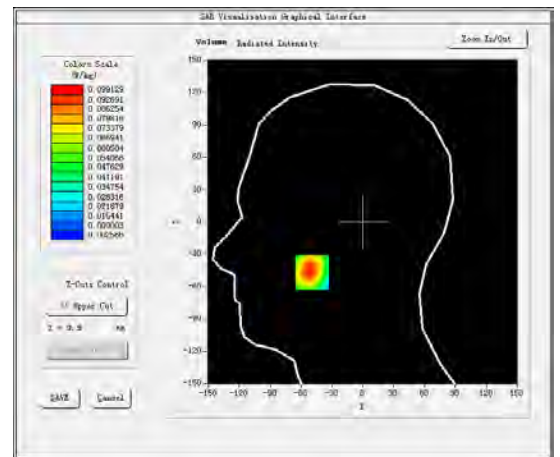 SAR Visualisation Graphical Interface
Volume Radiated Intensity
Zoom In/Out
Colors Scale
(W/kg)
0.099129
0.092691
0.086254
0.079816
0.073379
0.066941
0.060504
0.054066
0.047629
0.041191
0.034754
0.028316
0.021879
0.015441
0.009003
0.002566
150
120
90
60
30
0
-30
-60
-90
-120
-150
-150 -120 -90 -60 -30 0 30 60 90 120 150
Z-Cuts Control
Upper Cut
mm
SAVE
Cancel